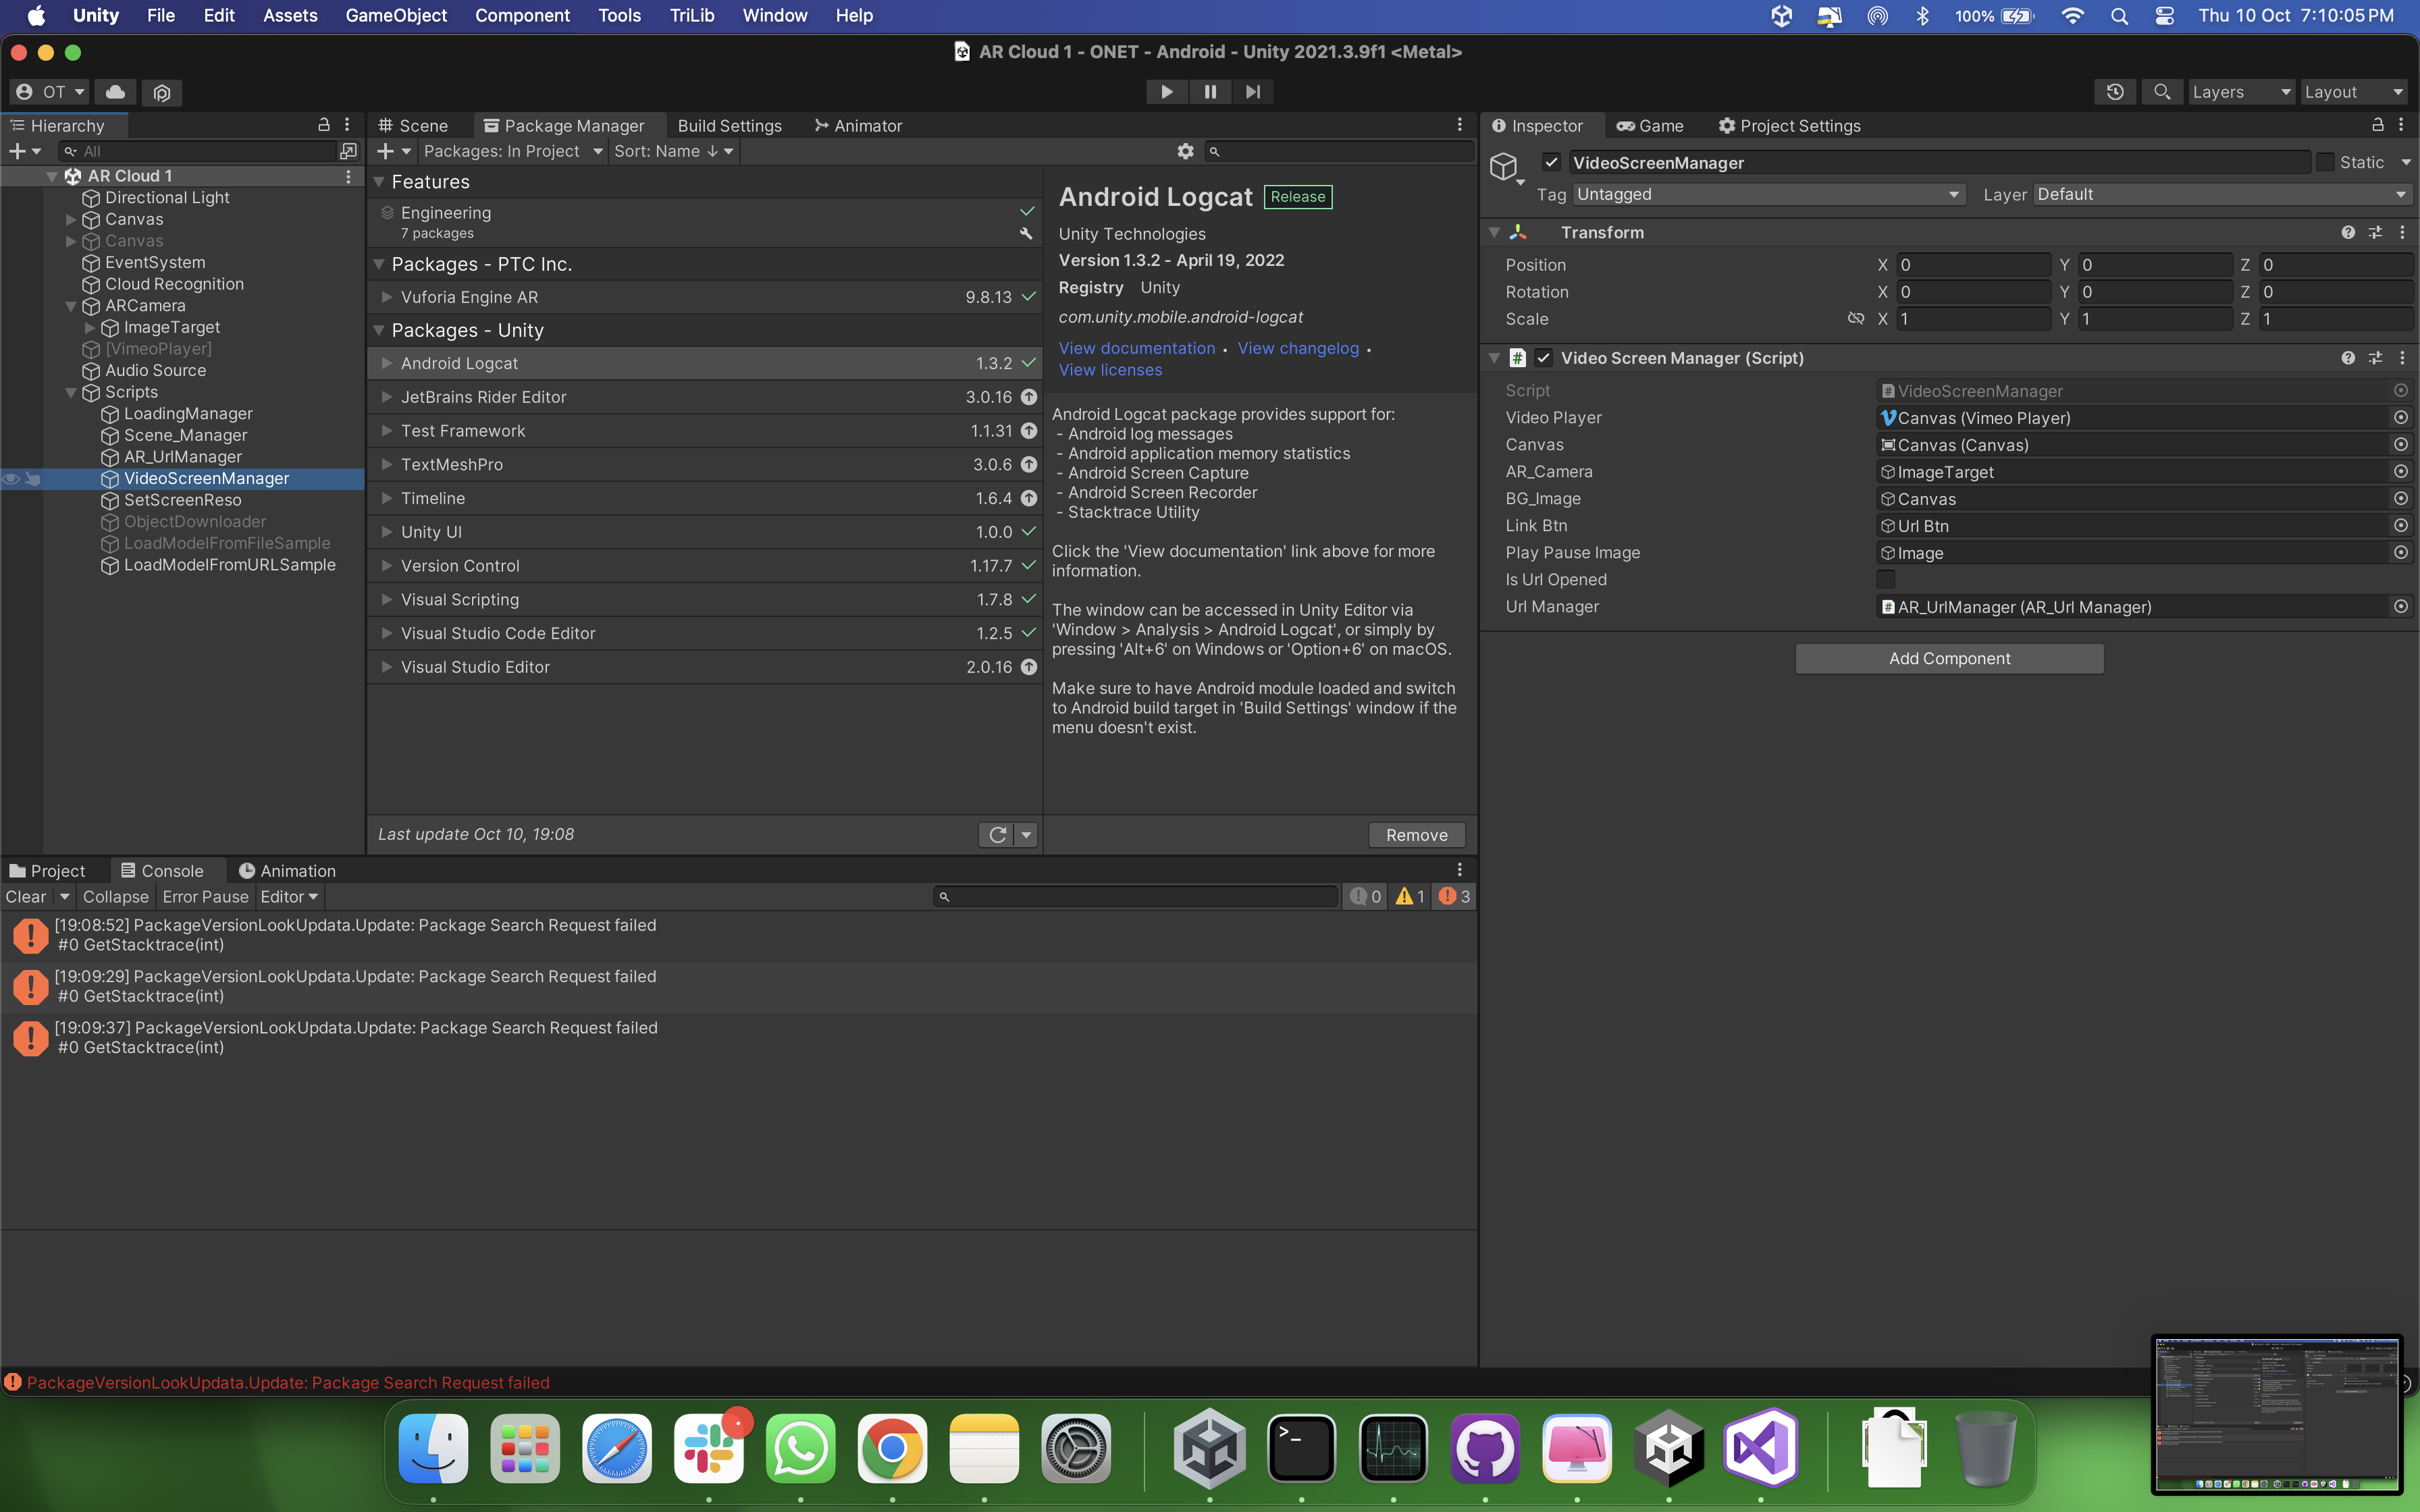 Unity File Edit Assets GameObject Component Tools TriLib Window Help 100% Thu 10 Oct 7:10:05 PM
AR Cloud 1 - ONET - Android - Unity 2021.3.9f1 <Metal>
OT Layers Layout
Hierarchy
All
AR Cloud 1
Directional Light
Canvas
Canvas
EventSystem
Cloud Recognition
ARCamera
ImageTarget
[VimeoPlayer]
Audio Source
Scripts
LoadingManager
Scene_Manager
AR_UrlManager
VideoScreenManager
SetScreenReso
ObjectDownloader
LoadModelFromFileSample
LoadModelFromURLSample
Scene Package Manager Build Settings Animator
Packages: In Project Sort: Name ↓
Features
Engineering
7 packages
Packages - PTC Inc.
Vuforia Engine AR 9.8.13
Packages - Unity
Android Logcat 1.3.2
JetBrains Rider Editor 3.0.16
Test Framework 1.1.31
TextMeshPro 3.0.6
Timeline 1.6.4
Unity UI 1.0.0
Version Control 1.17.7
Visual Scripting 1.7.8
Visual Studio Code Editor 1.2.5
Visual Studio Editor 2.0.16
Last update Oct 10, 19:08
Android Logcat Release
Unity Technologies
Version 1.3.2 - April 19, 2022
Registry Unity
com.unity.mobile.android-logcat
View documentation • View changelog •
View licenses
Android Logcat package provides support for:
- Android log messages
- Android application memory statistics
- Android Screen Capture
- Android Screen Recorder
- Stacktrace Utility
Click the 'View documentation' link above for more
information.
The window can be accessed in Unity Editor via
'Window > Analysis > Android Logcat', or simply by
pressing 'Alt+6' on Windows or 'Option+6' on macOS.
Make sure to have Android module loaded and switch
to Android build target in 'Build Settings' window if the
menu doesn't exist.
Remove
Inspector Game Project Settings
VideoScreenManager Static
Tag Untagged Layer Default
Transform
Position X 0 Y 0 Z 0
Rotation X 0 Y 0 Z 0
Scale X 1 Y 1 Z 1
Video Screen Manager (Script)
Script VideoScreenManager
Video Player Canvas (Vimeo Player)
Canvas Canvas (Canvas)
AR_Camera ImageTarget
BG_Image Canvas
Link Btn Url Btn
Play Pause Image Image
Is Url Opened
Url Manager AR_UrlManager (AR_Url Manager)
Add Component
Project Console Animation
Clear Collapse Error Pause Editor 0 1 3
[19:08:52] PackageVersionLookUpdata.Update: Package Search Request failed
#0 GetStacktrace(int)
[19:09:29] PackageVersionLookUpdata.Update: Package Search Request failed
#0 GetStacktrace(int)
[19:09:37] PackageVersionLookUpdata.Update: Package Search Request failed
#0 GetStacktrace(int)
PackageVersionLookUpdata.Update: Package Search Request failed